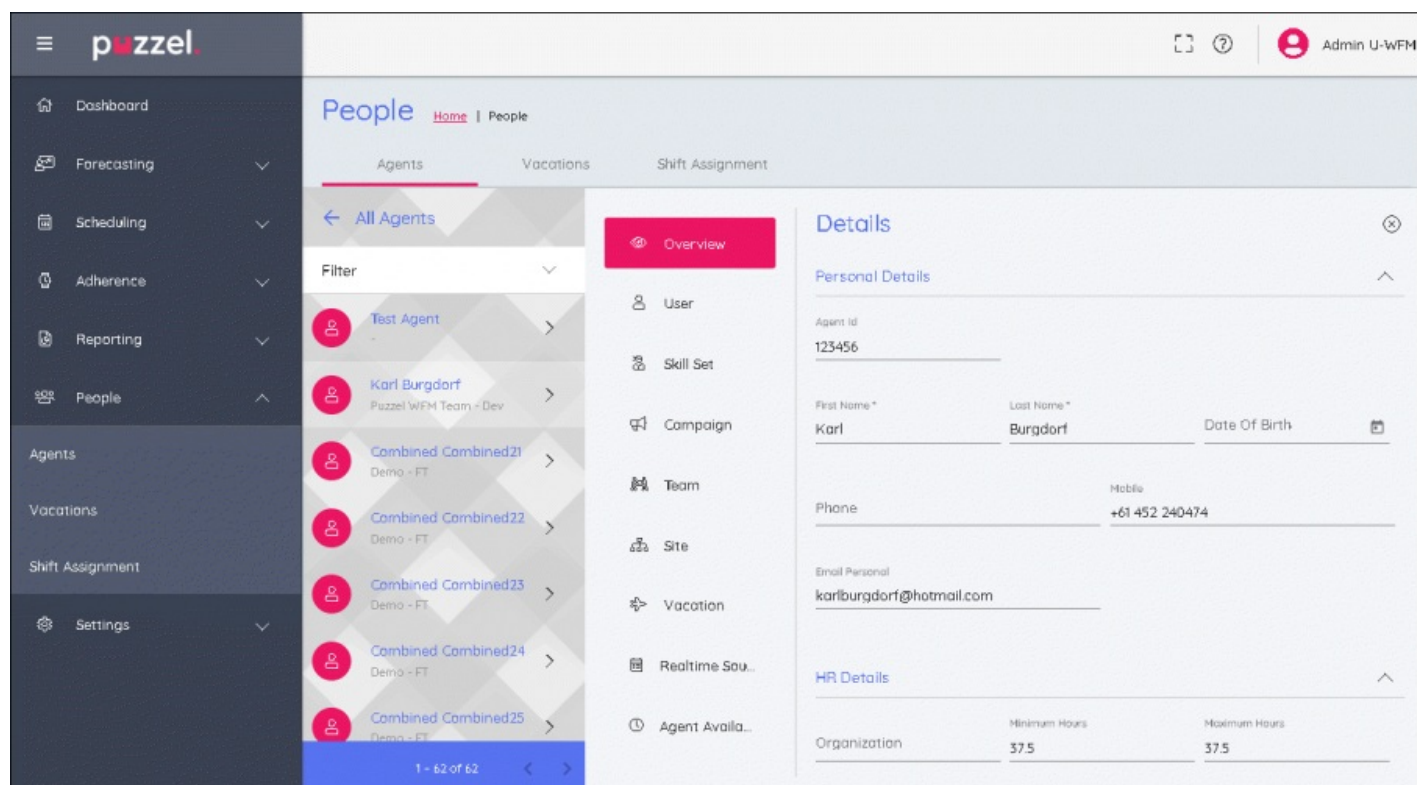 puzzel.
Admin U-WFM
Dashboard
Forecasting
Scheduling
Adherence
Reporting
People
Agents
Vacations
Shift Assignment
Settings
People Home | People
Agents Vacations Shift Assignment
All Agents
Filter
Test Agent
-
Karl Burgdorf
Puzzel WFM Team - Dev
Combined Combined21
Demo - FT
Combined Combined22
Demo - FT
Combined Combined23
Demo - FT
Combined Combined24
Demo - FT
Combined Combined25
Demo - FT
1 - 62 of 62
Overview
User
Skill Set
Campaign
Team
Site
Vacation
Realtime Sou...
Agent Availa...
Details
Personal Details
Agent Id
123456
First Name * Last Name * Date Of Birth
Karl Burgdorf
Phone Mobile
+61 452 240474
Email Personal
karlburgdorf@hotmail.com
HR Details
Organization Minimum Hours Maximum Hours
37.5 37.5